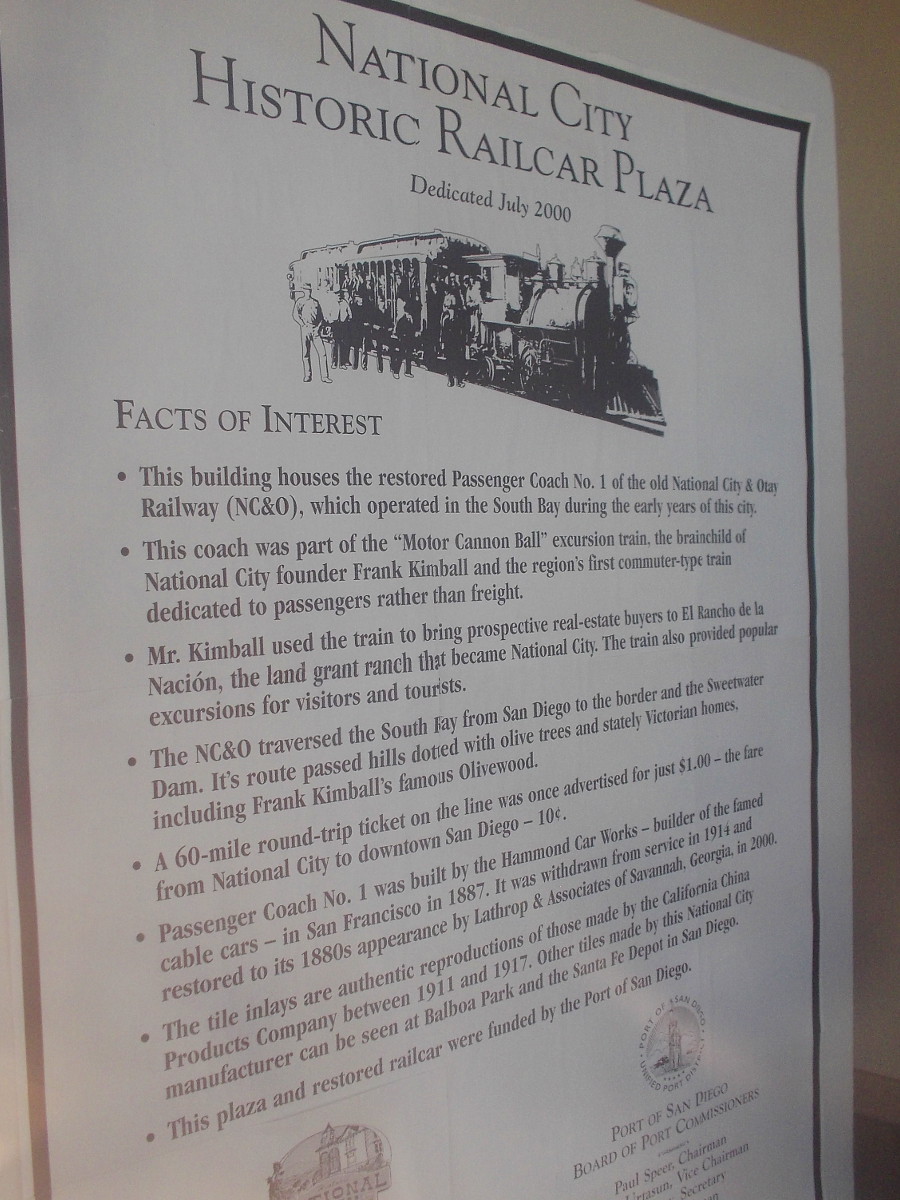 NATIONAL CITY
HISTORIC RAILCAR PLAZA
Dedicated July 2000
FACTS OF INTEREST
• This building houses the restored Passenger Coach No. 1 of the old National City & Otay
Railway (NC&O), which operated in the South Bay during the early years of this city.
• This coach was part of the “Motor Cannon Ball” excursion train, the brainchild of
National City founder Frank Kimball and the region's first commuter-type train
dedicated to passengers rather than freight.
• Mr. Kimball used the train to bring prospective real-estate buyers to El Rancho de la
Nación, the land grant ranch that became National City. The train also provided popular
excursions for visitors and tourists.
• The NC&O traversed the South Bay from San Diego to the border and the Sweetwater
Dam. It's route passed hills dotted with olive trees and stately Victorian homes,
including Frank Kimball's famous Olivewood.
• A 60-mile round-trip ticket on the line was once advertised for just $1.00 – the fare
from National City to downtown San Diego – 10¢.
• Passenger Coach No. 1 was built by the Hammond Car Works – builder of the famed
cable cars – in San Francisco in 1887. It was withdrawn from service in 1914 and
restored to its 1880s appearance by Lathrop & Associates of Savannah, Georgia, in 2000.
• The tile inlays are authentic reproductions of those made by the California China
Products Company between 1911 and 1917. Other tiles made by this National City
manufacturer can be seen at Balboa Park and the Santa Fe Depot in San Diego.
• This plaza and restored railcar were funded by the Port of San Diego.
PORT OF SAN DIEGO
UNIFIED PORT DISTRICT
PORT OF SAN DIEGO
BOARD OF PORT COMMISSIONERS
Paul Speer, Chairman
Vice Chairman
Secretary
NATIONAL